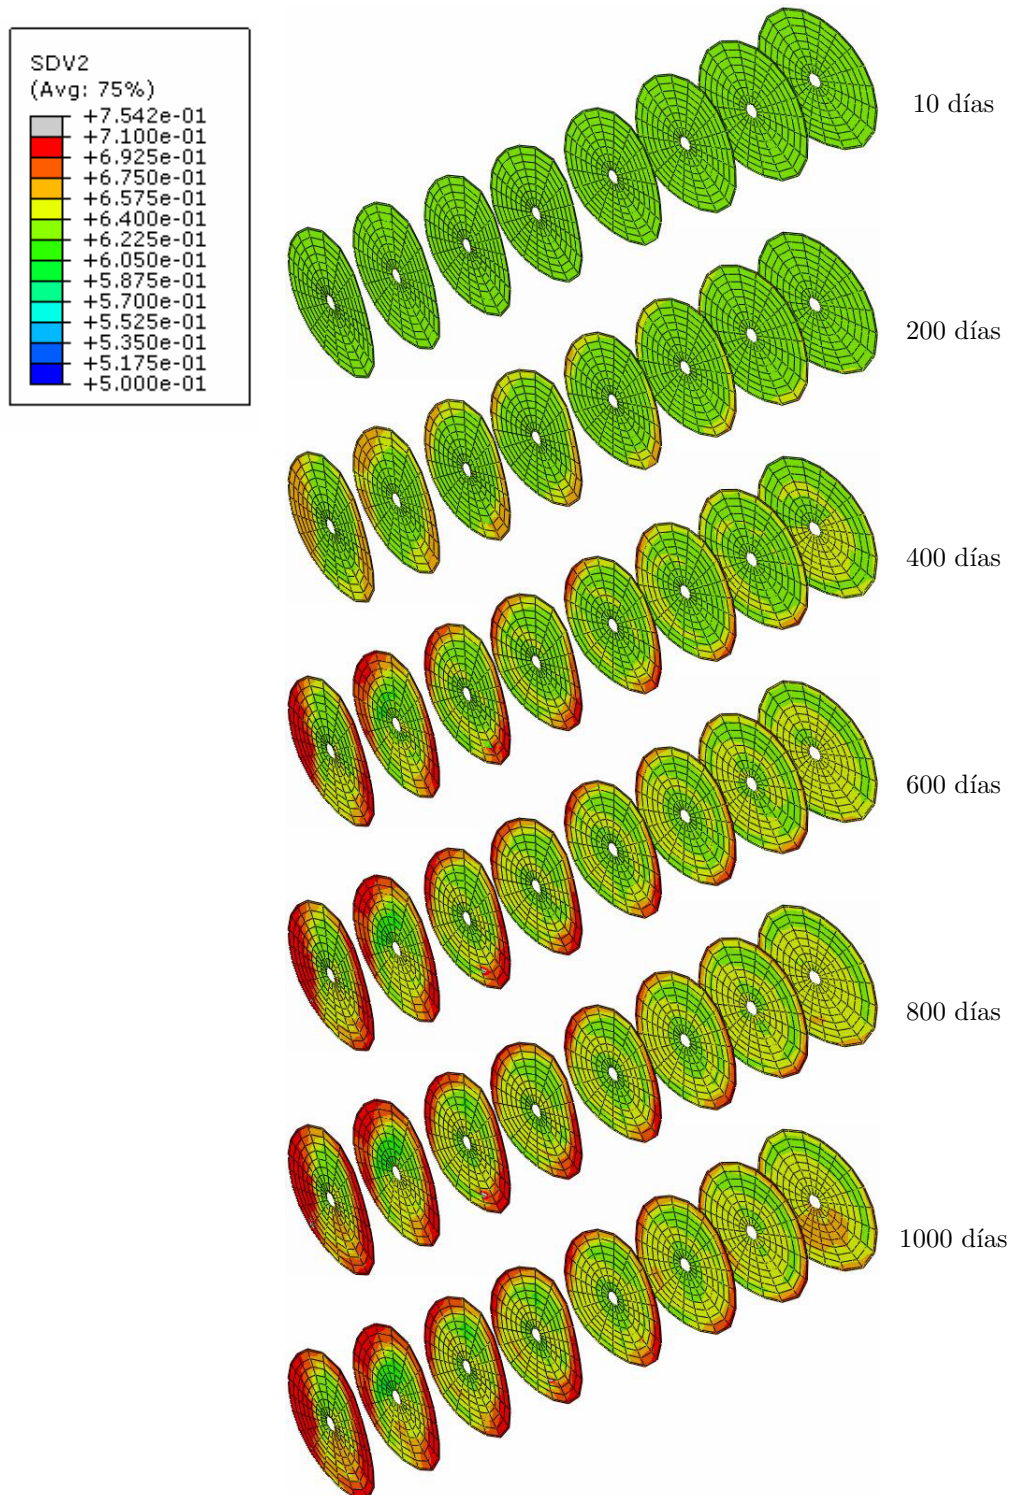 SDV2
(Avg: 75%)
+7.542e-01
+7.100e-01
+6.925e-01
+6.750e-01
+6.575e-01
+6.400e-01
+6.225e-01
+6.050e-01
+5.875e-01
+5.700e-01
+5.525e-01
+5.350e-01
+5.175e-01
+5.000e-01
10 días
200 días
400 días
600 días
800 días
1000 días